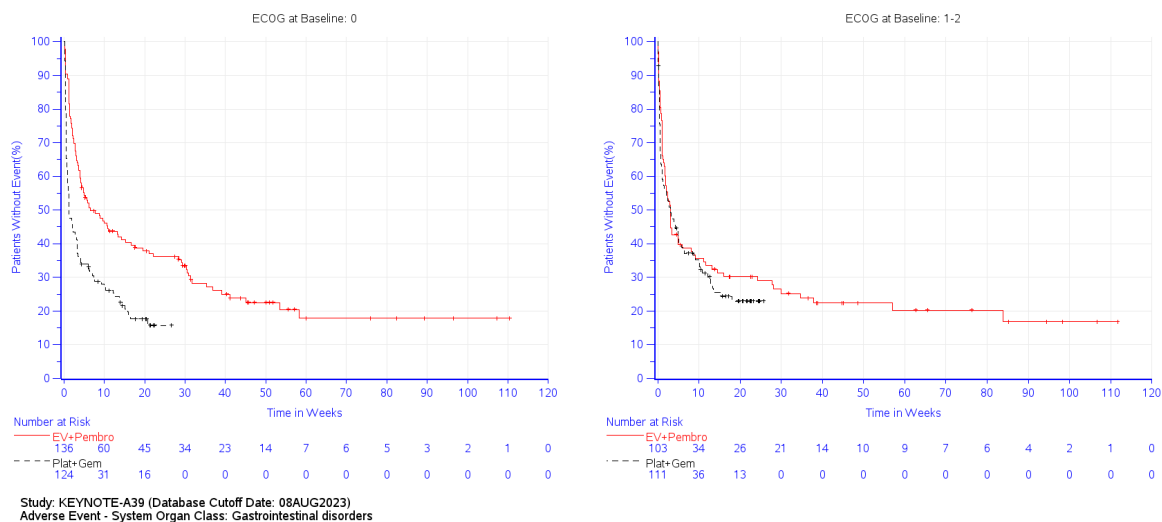 ECOG at Baseline: 0
100
90
80
70
60
50
40
30
20
10
0
Patients Without Event(%)
0 10 20 30 40 50 60 70 80 90 100 110 120
Time in Weeks
Number at Risk
EV+Pembro
136 60 45 34 23 14 7 6 5 3 2 1 0
Plat+Gem
124 31 16 0 0 0 0 0 0 0 0 0 0
ECOG at Baseline: 1-2
100
90
80
70
60
50
40
30
20
10
0
Patients Without Event(%)
0 10 20 30 40 50 60 70 80 90 100 110 120
Time in Weeks
Number at Risk
EV+Pembro
103 34 26 21 14 10 9 7 6 4 2 1 0
Plat+Gem
111 36 13 0 0 0 0 0 0 0 0 0 0
Study: KEYNOTE-A39 (Database Cutoff Date: 08AUG2023)
Adverse Event - System Organ Class: Gastrointestinal disorders